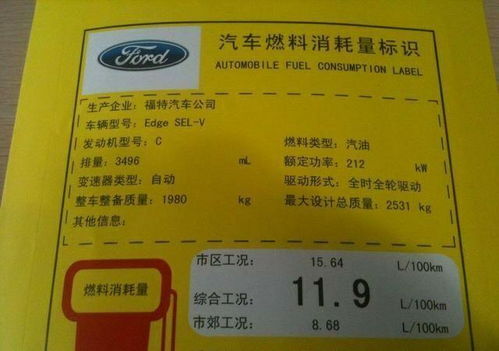 Ford
汽车燃料消耗量标识
AUTOMOBILE FUEL CONSUMPTION LABEL
生产企业：福特汽车公司
车辆型号：Edge SEL-V
发动机型号：C 燃料类型：汽油
排量：3496 mL 额定功率：212 kW
变速器类型：自动 驱动形式：全时全轮驱动
整车整备质量：1980 kg 最大设计总质量：2531 kg
其他信息：
市区工况： 15.64 L/100km
燃料消耗量
综合工况： 11.9 L/100km
市郊工况： 8.68 L/100km